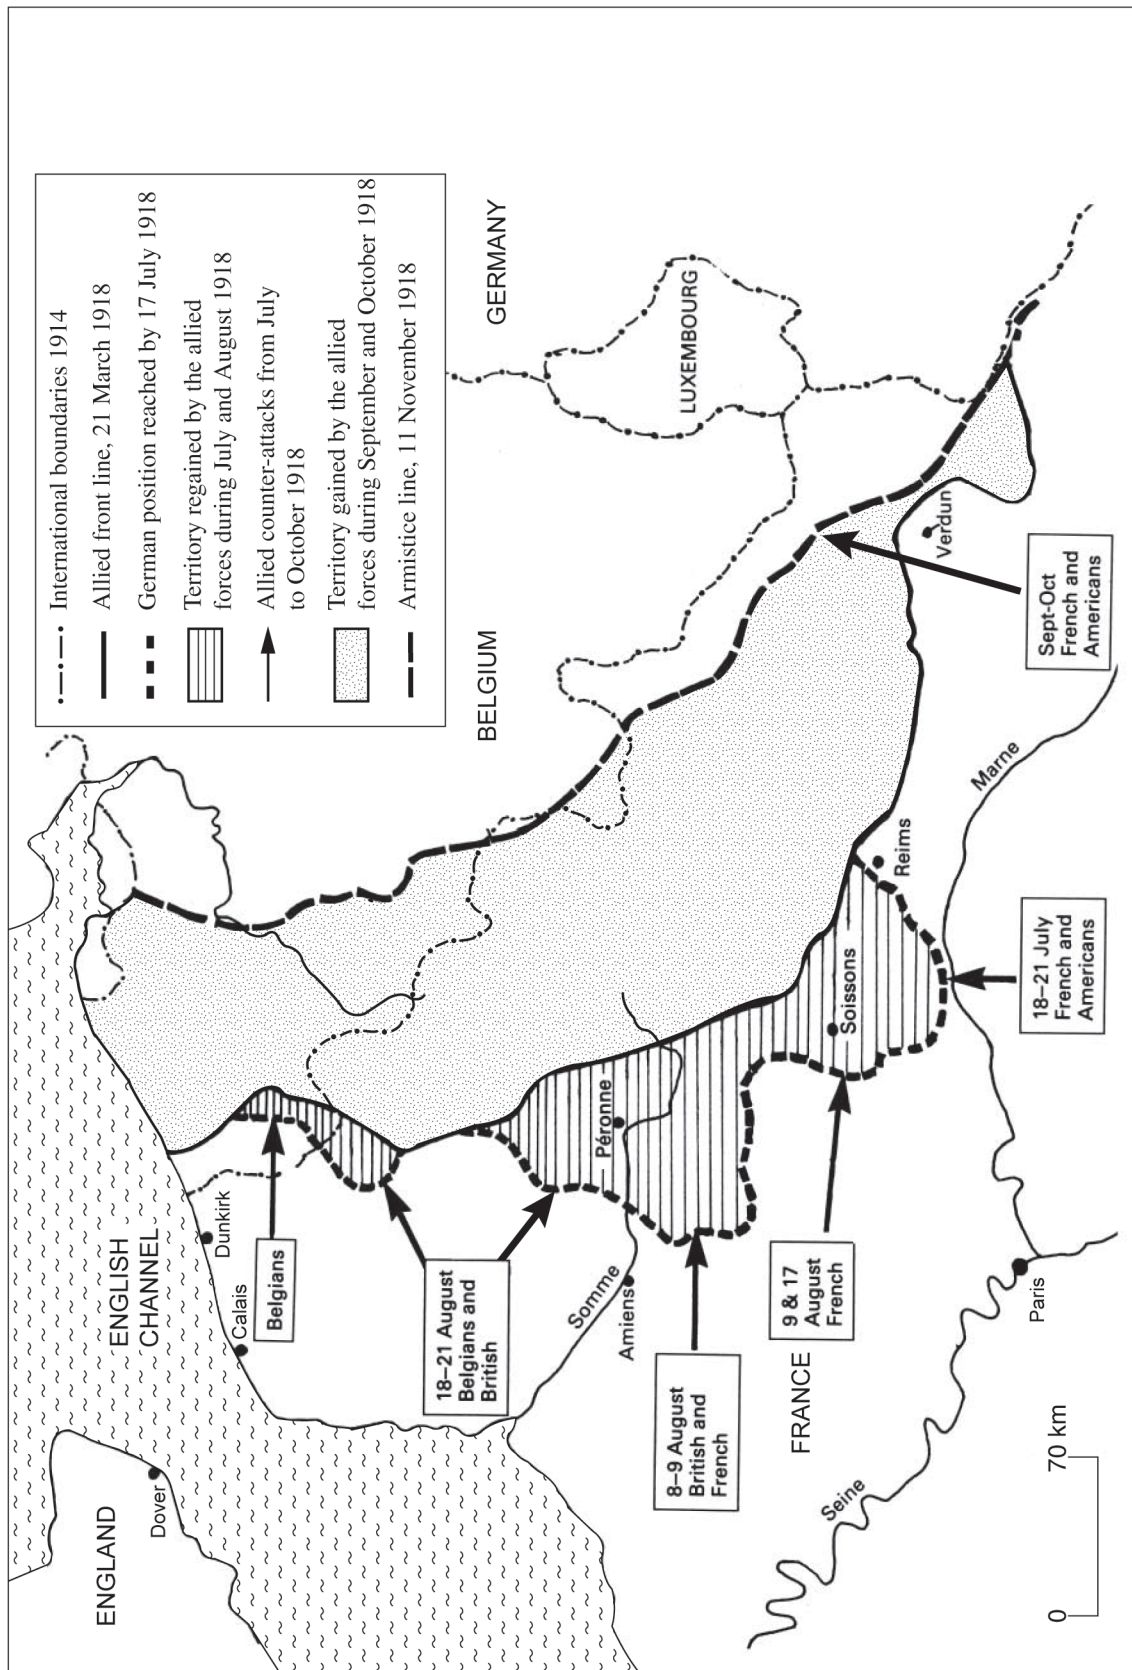 International boundaries 1914
Allied front line, 21 March 1918
German position reached by 17 July 1918
Territory regained by the allied
forces during July and August 1918
Allied counter-attacks from July
to October 1918
Territory gained by the allied
forces during September and October 1918
Armistice line, 11 November 1918
ENGLAND
Dover
ENGLISH
CHANNEL
Calais
Dunkirk
Belgians
18–21 August
Belgians and
British
BELGIUM
GERMANY
LUXEMBOURG
Somme
Amiens
Péronne
8–9 August
British and
French
FRANCE
9 & 17
August
French
Soissons
Reims
Verdun
Seine
Paris
Marne
18–21 July
French and
Americans
Sept-Oct
French and
Americans
0
70 km